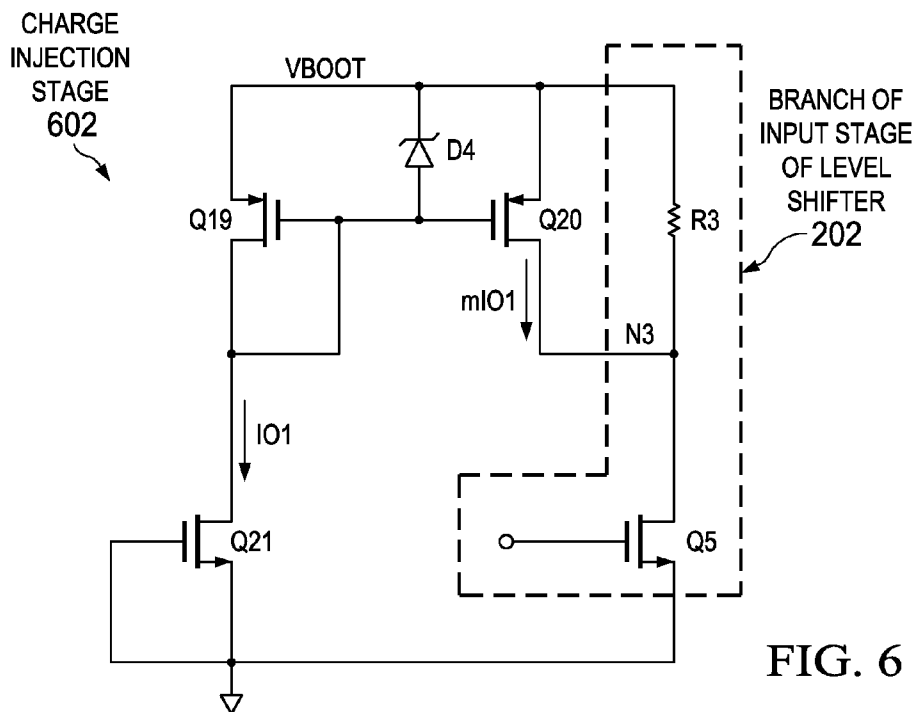 CHARGE
INJECTION
STAGE
602
VBOOT
BRANCH OF
INPUT STAGE
OF LEVEL
SHIFTER
202
D4
Q19
Q20
R3
mIO1
N3
IO1
Q21
Q5
FIG. 6